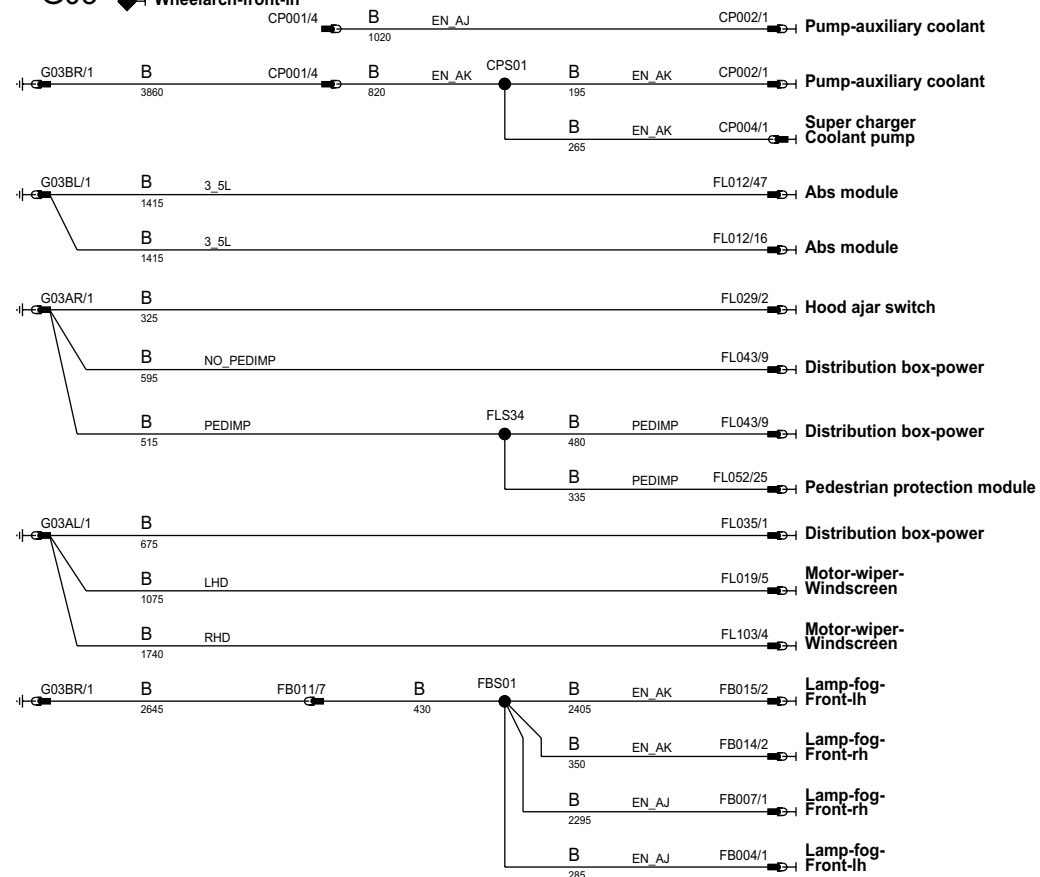 G03 Wheelarch-front-lh
CP001/4 B EN_AJ CP002/1 Pump-auxiliary coolant
1020
G03BR/1 B CP001/4 B EN_AK CPS01 B EN_AK CP002/1 Pump-auxiliary coolant
3860 820 195
B EN_AK CP004/1 Super charger
Coolant pump
265
G03BL/1 B 3_5L FL012/47 Abs module
1415
B 3_5L FL012/16 Abs module
1415
G03AR/1 B FL029/2 Hood ajar switch
325
B NO_PEDIMP FL043/9 Distribution box-power
595
B PEDIMP FLS34 B PEDIMP FL043/9 Distribution box-power
515 480
B PEDIMP FL052/25 Pedestrian protection module
335
G03AL/1 B FL035/1 Distribution box-power
675
B LHD FL019/5 Motor-wiper-
Windscreen
1075
B RHD FL103/4 Motor-wiper-
Windscreen
1740
G03BR/1 B FB011/7 B FBS01 B EN_AK FB015/2 Lamp-fog-
Front-lh
2645 430 2405
B EN_AK FB014/2 Lamp-fog-
Front-rh
350
B EN_AJ FB007/1 Lamp-fog-
Front-rh
2295
B EN_AJ FB004/1 Lamp-fog-
Front-lh
285